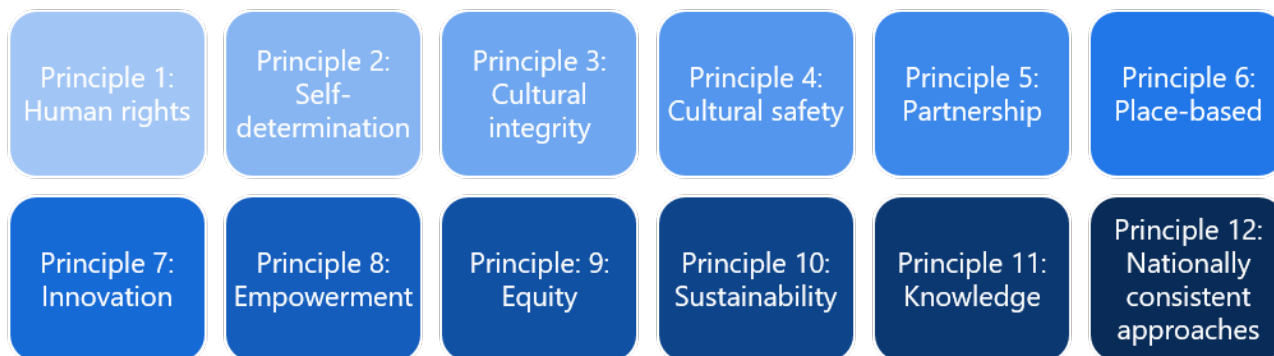 Principle 1:
Human rights
Principle 2:
Self-
determination
Principle 3:
Cultural
integrity
Principle 4:
Cultural safety
Principle 5:
Partnership
Principle 6:
Place-based
Principle 7:
Innovation
Principle 8:
Empowerment
Principle: 9:
Equity
Principle 10:
Sustainability
Principle 11:
Knowledge
Principle 12:
Nationally
consistent
approaches